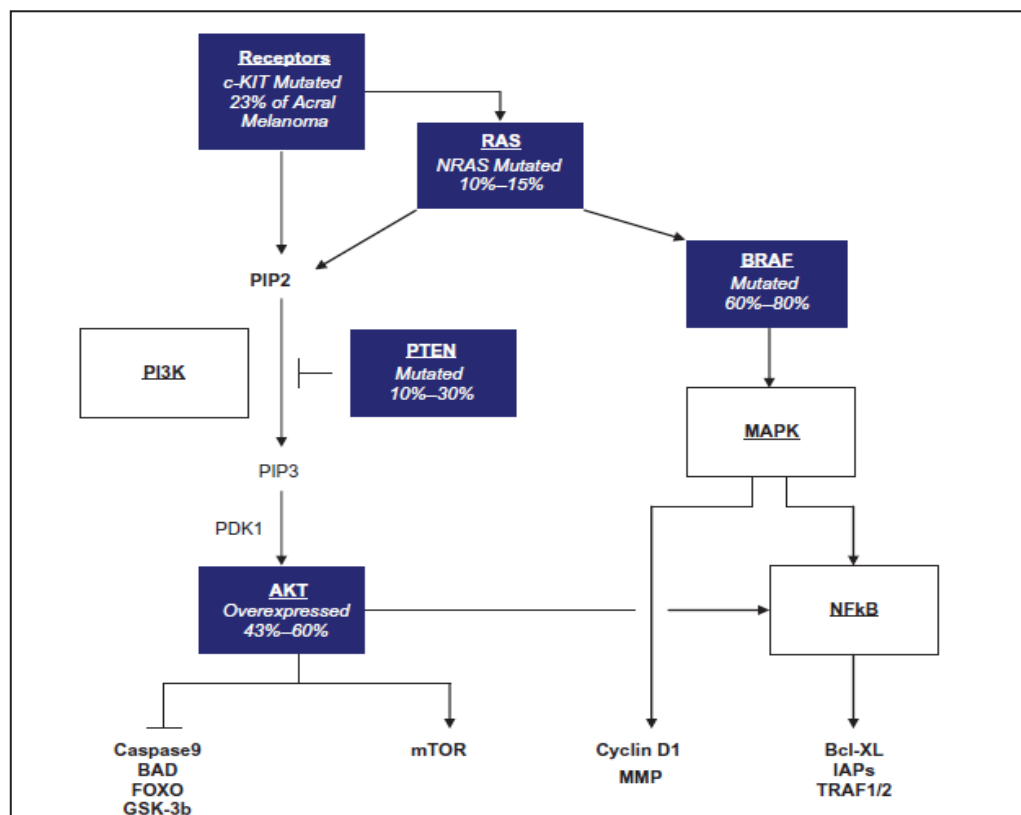 Receptors
c-KIT Mutated
23% of Acral
Melanoma
RAS
NRAS Mutated
10%–15%
BRAF
Mutated
60%–80%
PIP2
PI3K
PTEN
Mutated
10%–30%
MAPK
PIP3
PDK1
AKT
Overexpressed
43%–60%
NFkB
Caspase9
BAD
FOXO
GSK-3b
mTOR
Cyclin D1
MMP
Bcl-XL
IAPs
TRAF1/2